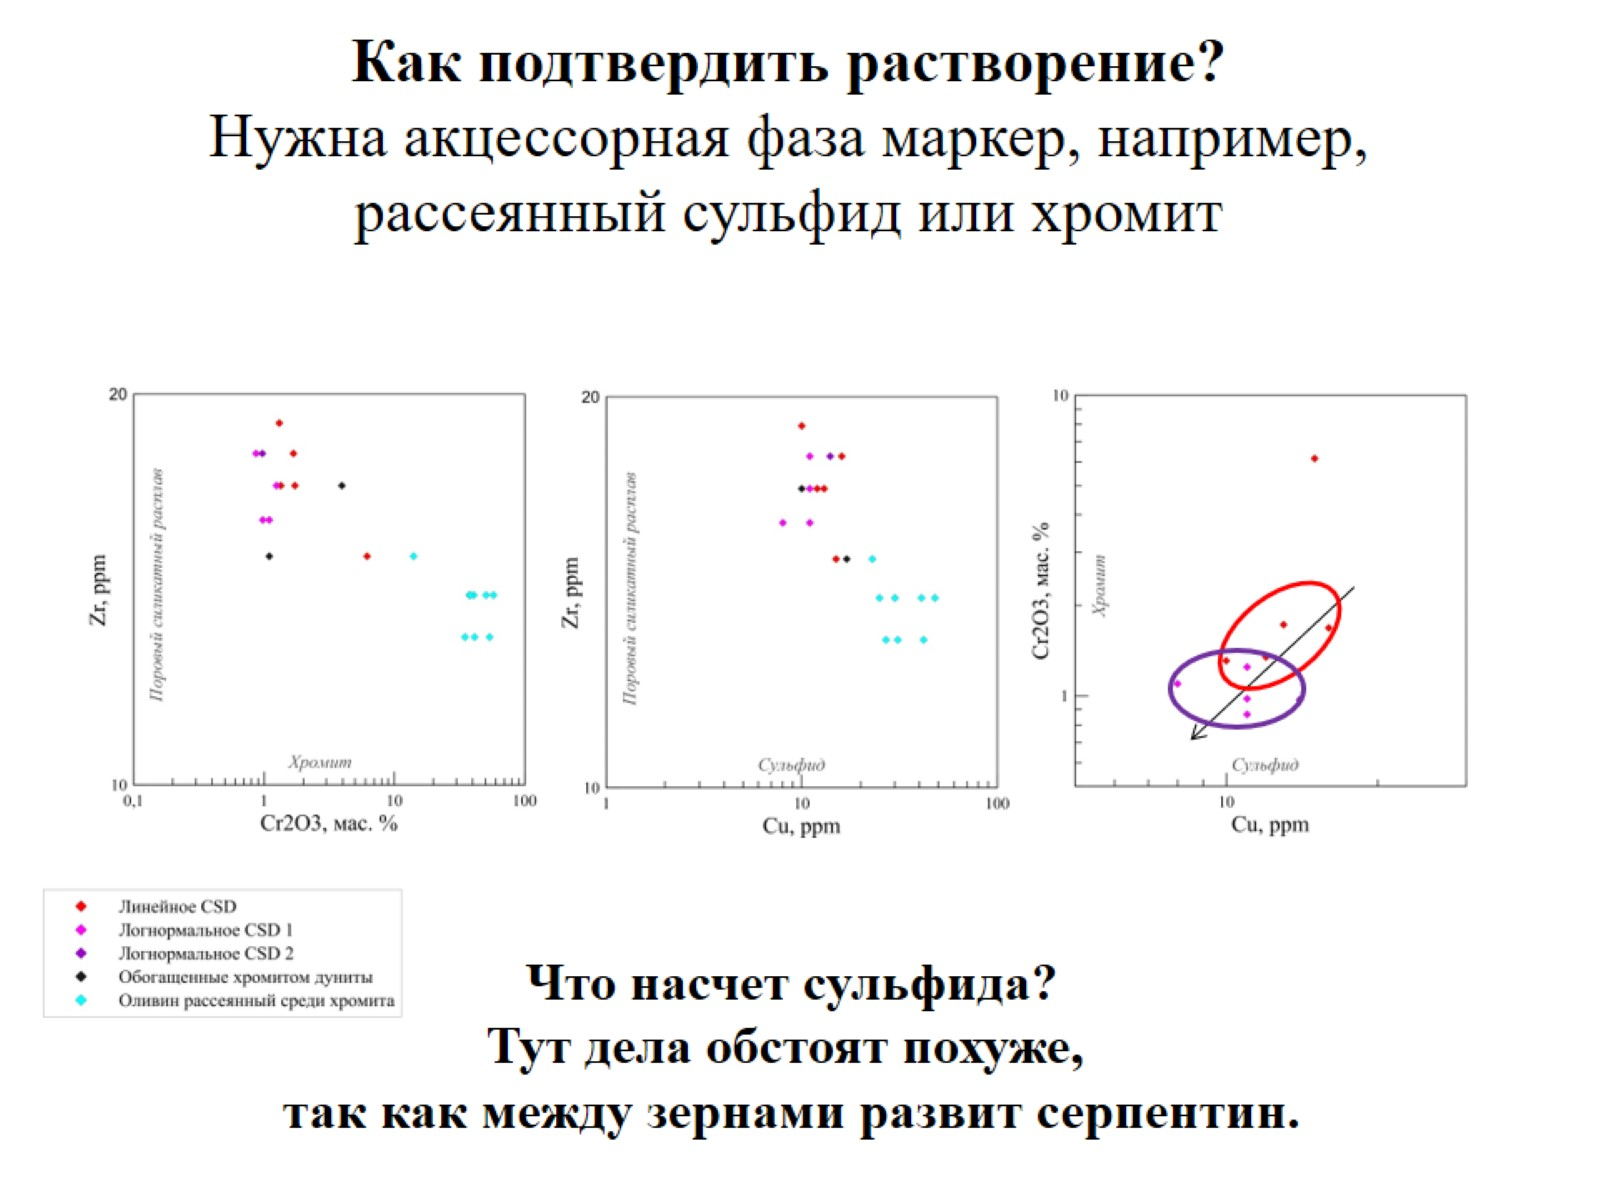 Как подтвердить растворение?
Нужна акцессорная фаза маркер, например,
рассеянный сульфид или хромит
20
Zr, ppm
Поровый силикатный расплав
Хромит
10
0,1
1
10
100
Cr2O3, мас. %
20
Zr, ppm
Поровый силикатный расплав
Сульфид
10
1
10
100
Cu, ppm
10
Cr2O3, мас. %
Хромит
1
Сульфид
10
Cu, ppm
Линейное CSD
Логнормальное CSD 1
Логнормальное CSD 2
Обогащенные хромитом дуниты
Оливин рассеянный среди хромита
Что насчет сульфида?
Тут дела обстоят похуже,
так как между зернами развит серпентин.